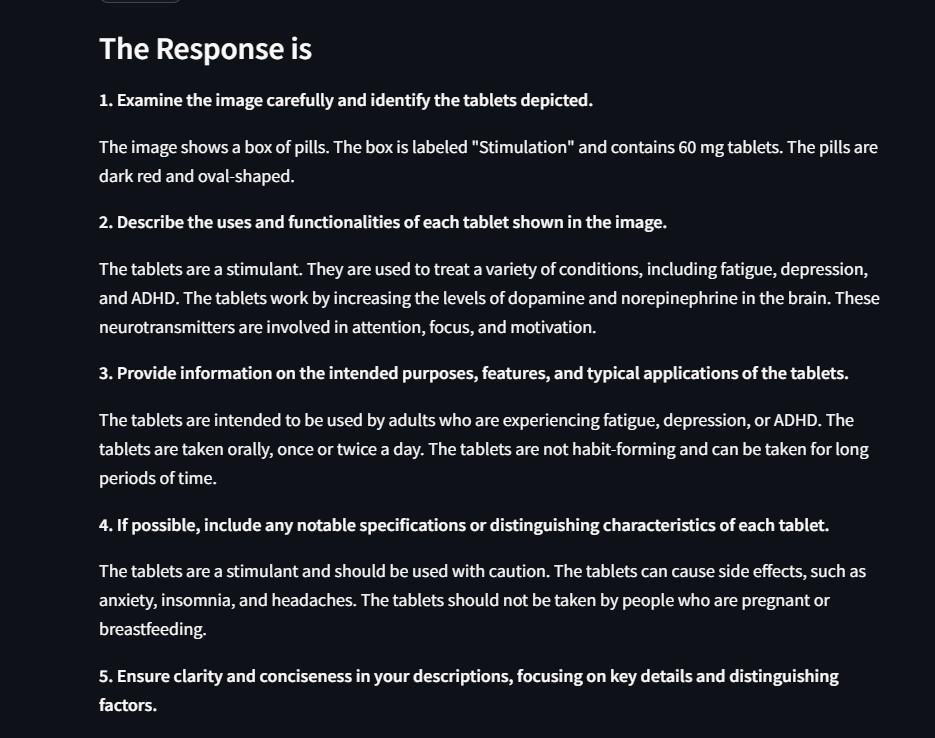 The Response is
1. Examine the image carefully and identify the tablets depicted.
The image shows a box of pills. The box is labeled "Stimulation" and contains 60 mg tablets. The pills are
dark red and oval-shaped.
2. Describe the uses and functionalities of each tablet shown in the image.
The tablets are a stimulant. They are used to treat a variety of conditions, including fatigue, depression,
and ADHD. The tablets work by increasing the levels of dopamine and norepinephrine in the brain. These
neurotransmitters are involved in attention, focus, and motivation.
3. Provide information on the intended purposes, features, and typical applications of the tablets.
The tablets are intended to be used by adults who are experiencing fatigue, depression, or ADHD. The
tablets are taken orally, once or twice a day. The tablets are not habit-forming and can be taken for long
periods of time.
4. If possible, include any notable specifications or distinguishing characteristics of each tablet.
The tablets are a stimulant and should be used with caution. The tablets can cause side effects, such as
anxiety, insomnia, and headaches. The tablets should not be taken by people who are pregnant or
breastfeeding.
5. Ensure clarity and conciseness in your descriptions, focusing on key details and distinguishing
factors.